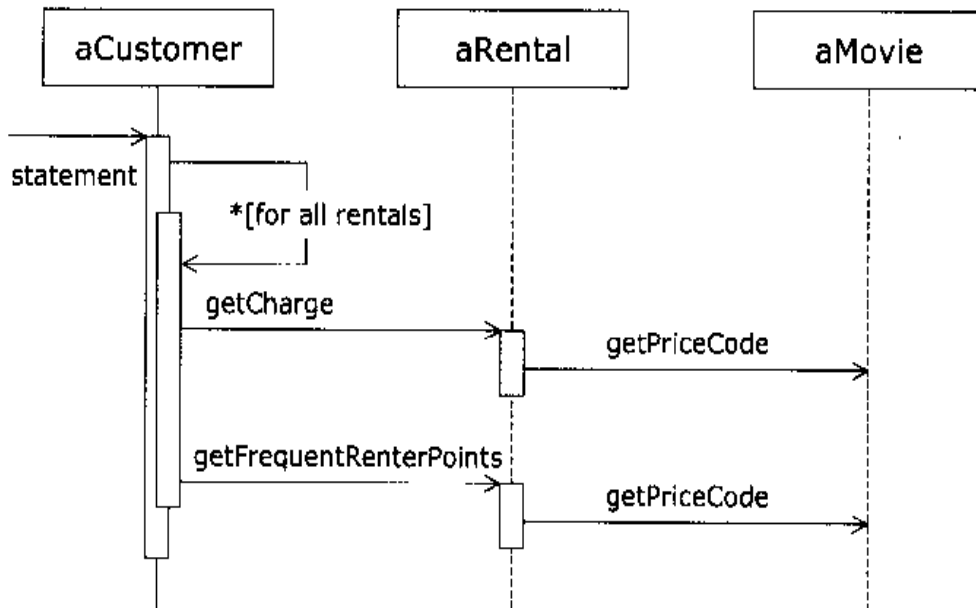 aCustomer
aRental
aMovie
statement
*[for all rentals]
getCharge
getPriceCode
getFrequentRenterPoints
getPriceCode